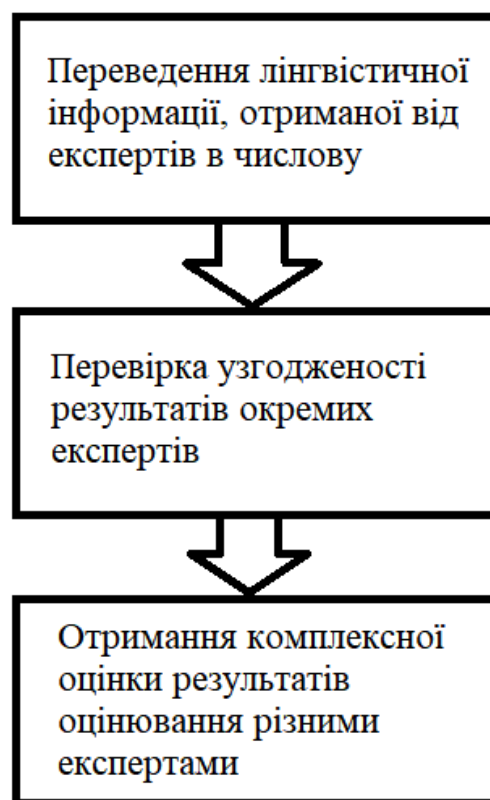 Переведення лінгвістичної
інформації, отриманої від
експертів в числову
Перевірка узгодженості
результатів окремих
експертів
Отримання комплексної
оцінки результатів
оцінювання різними
експертами